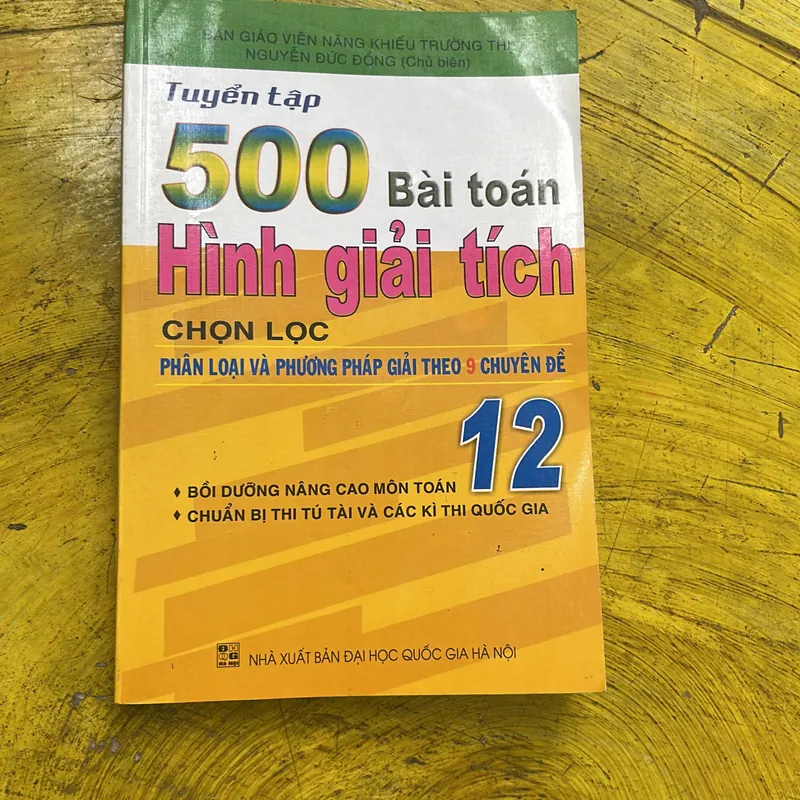 BAN GIÁO VIÊN NĂNG KHIẾU TRƯỜNG THI
NGUYỄN ĐỨC ĐỒNG (Chủ biên)
Tuyển tập
500 Bài toán
Hình giải tích
CHỌN LỌC
PHÂN LOẠI VÀ PHƯƠNG PHÁP GIẢI THEO 9 CHUYÊN ĐỀ
12
♦ BỒI DƯỠNG NÂNG CAO MÔN TOÁN
♦ CHUẨN BỊ THI TÚ TÀI VÀ CÁC KÌ THI QUỐC GIA
NHÀ XUẤT BẢN ĐẠI HỌC QUỐC GIA HÀ NỘI